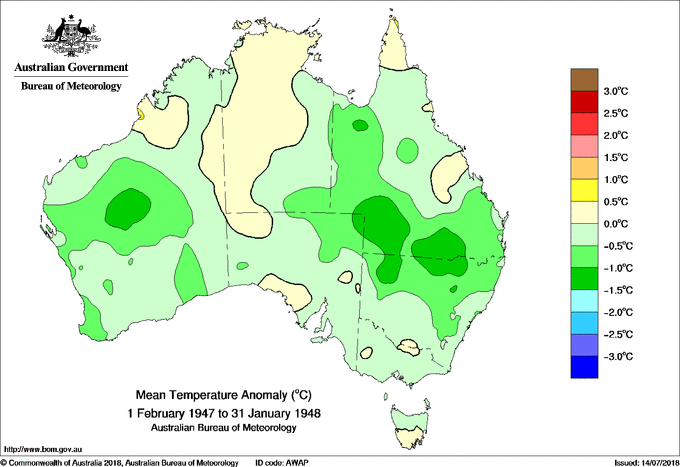 Australian Government
Bureau of Meteorology
3.0°C
2.5°C
2.0°C
1.5°C
1.0°C
0.5°C
0.0°C
−0.5°C
−1.0°C
−1.5°C
−2.0°C
−2.5°C
−3.0°C
Mean Temperature Anomaly (°C)
1 February 1947 to 31 January 1948
Australian Bureau of Meteorology
http://www.bom.gov.au
© Commonwealth of Australia 2018, Australian Bureau of Meteorology ID code: AWAP Issued: 14/07/2018